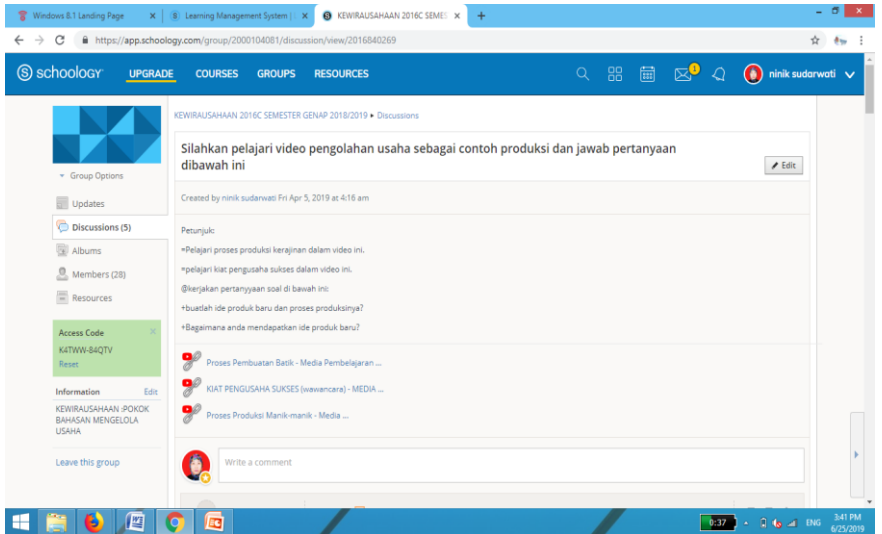 Windows 8.1 Landing Page
Learning Management System |
KEWIRAUSAHAAN 2016C SEMES
https://app.schoology.com/group/2000104081/discussion/view/2016840269
S schoology UPGRADE COURSES GROUPS RESOURCES 1 ninik sudarwati
KEWIRAUSAHAAN 2016C SEMESTER GENAP 2018/2019 ▸ Discussions
Silahkan pelajari video pengolahan usaha sebagai contoh produksi dan jawab pertanyaan
dibawah ini
Edit
Group Options
Created by ninik sudarwati Fri Apr 5, 2019 at 4:16 am
Updates
Discussions (5)
Albums
Members (28)
Resources
Petunjuk:
=Pelajari proses produksi kerajinan dalam video ini.
=pelajari kiat pengusaha sukses dalam video ini.
@kerjakan pertanyyaan soal di bawah ini:
+buatlah ide produk baru dan proses produksinya?
+Bagaimana anda mendapatkan ide produk baru?
Access Code
K4TWW-B4QTV
Reset
Proses Pembuatan Batik - Media Pembelajaran ...
KIAT PENGUSAHA SUKSES (wawancara) - MEDIA ...
Proses Produksi Manik-manik - Media ...
Information Edit
KEWIRAUSAHAAN :POKOK
BAHASAN MENGELOLA
USAHA
Leave this group
Write a comment
0:37 ENG 3:41 PM
6/25/2019